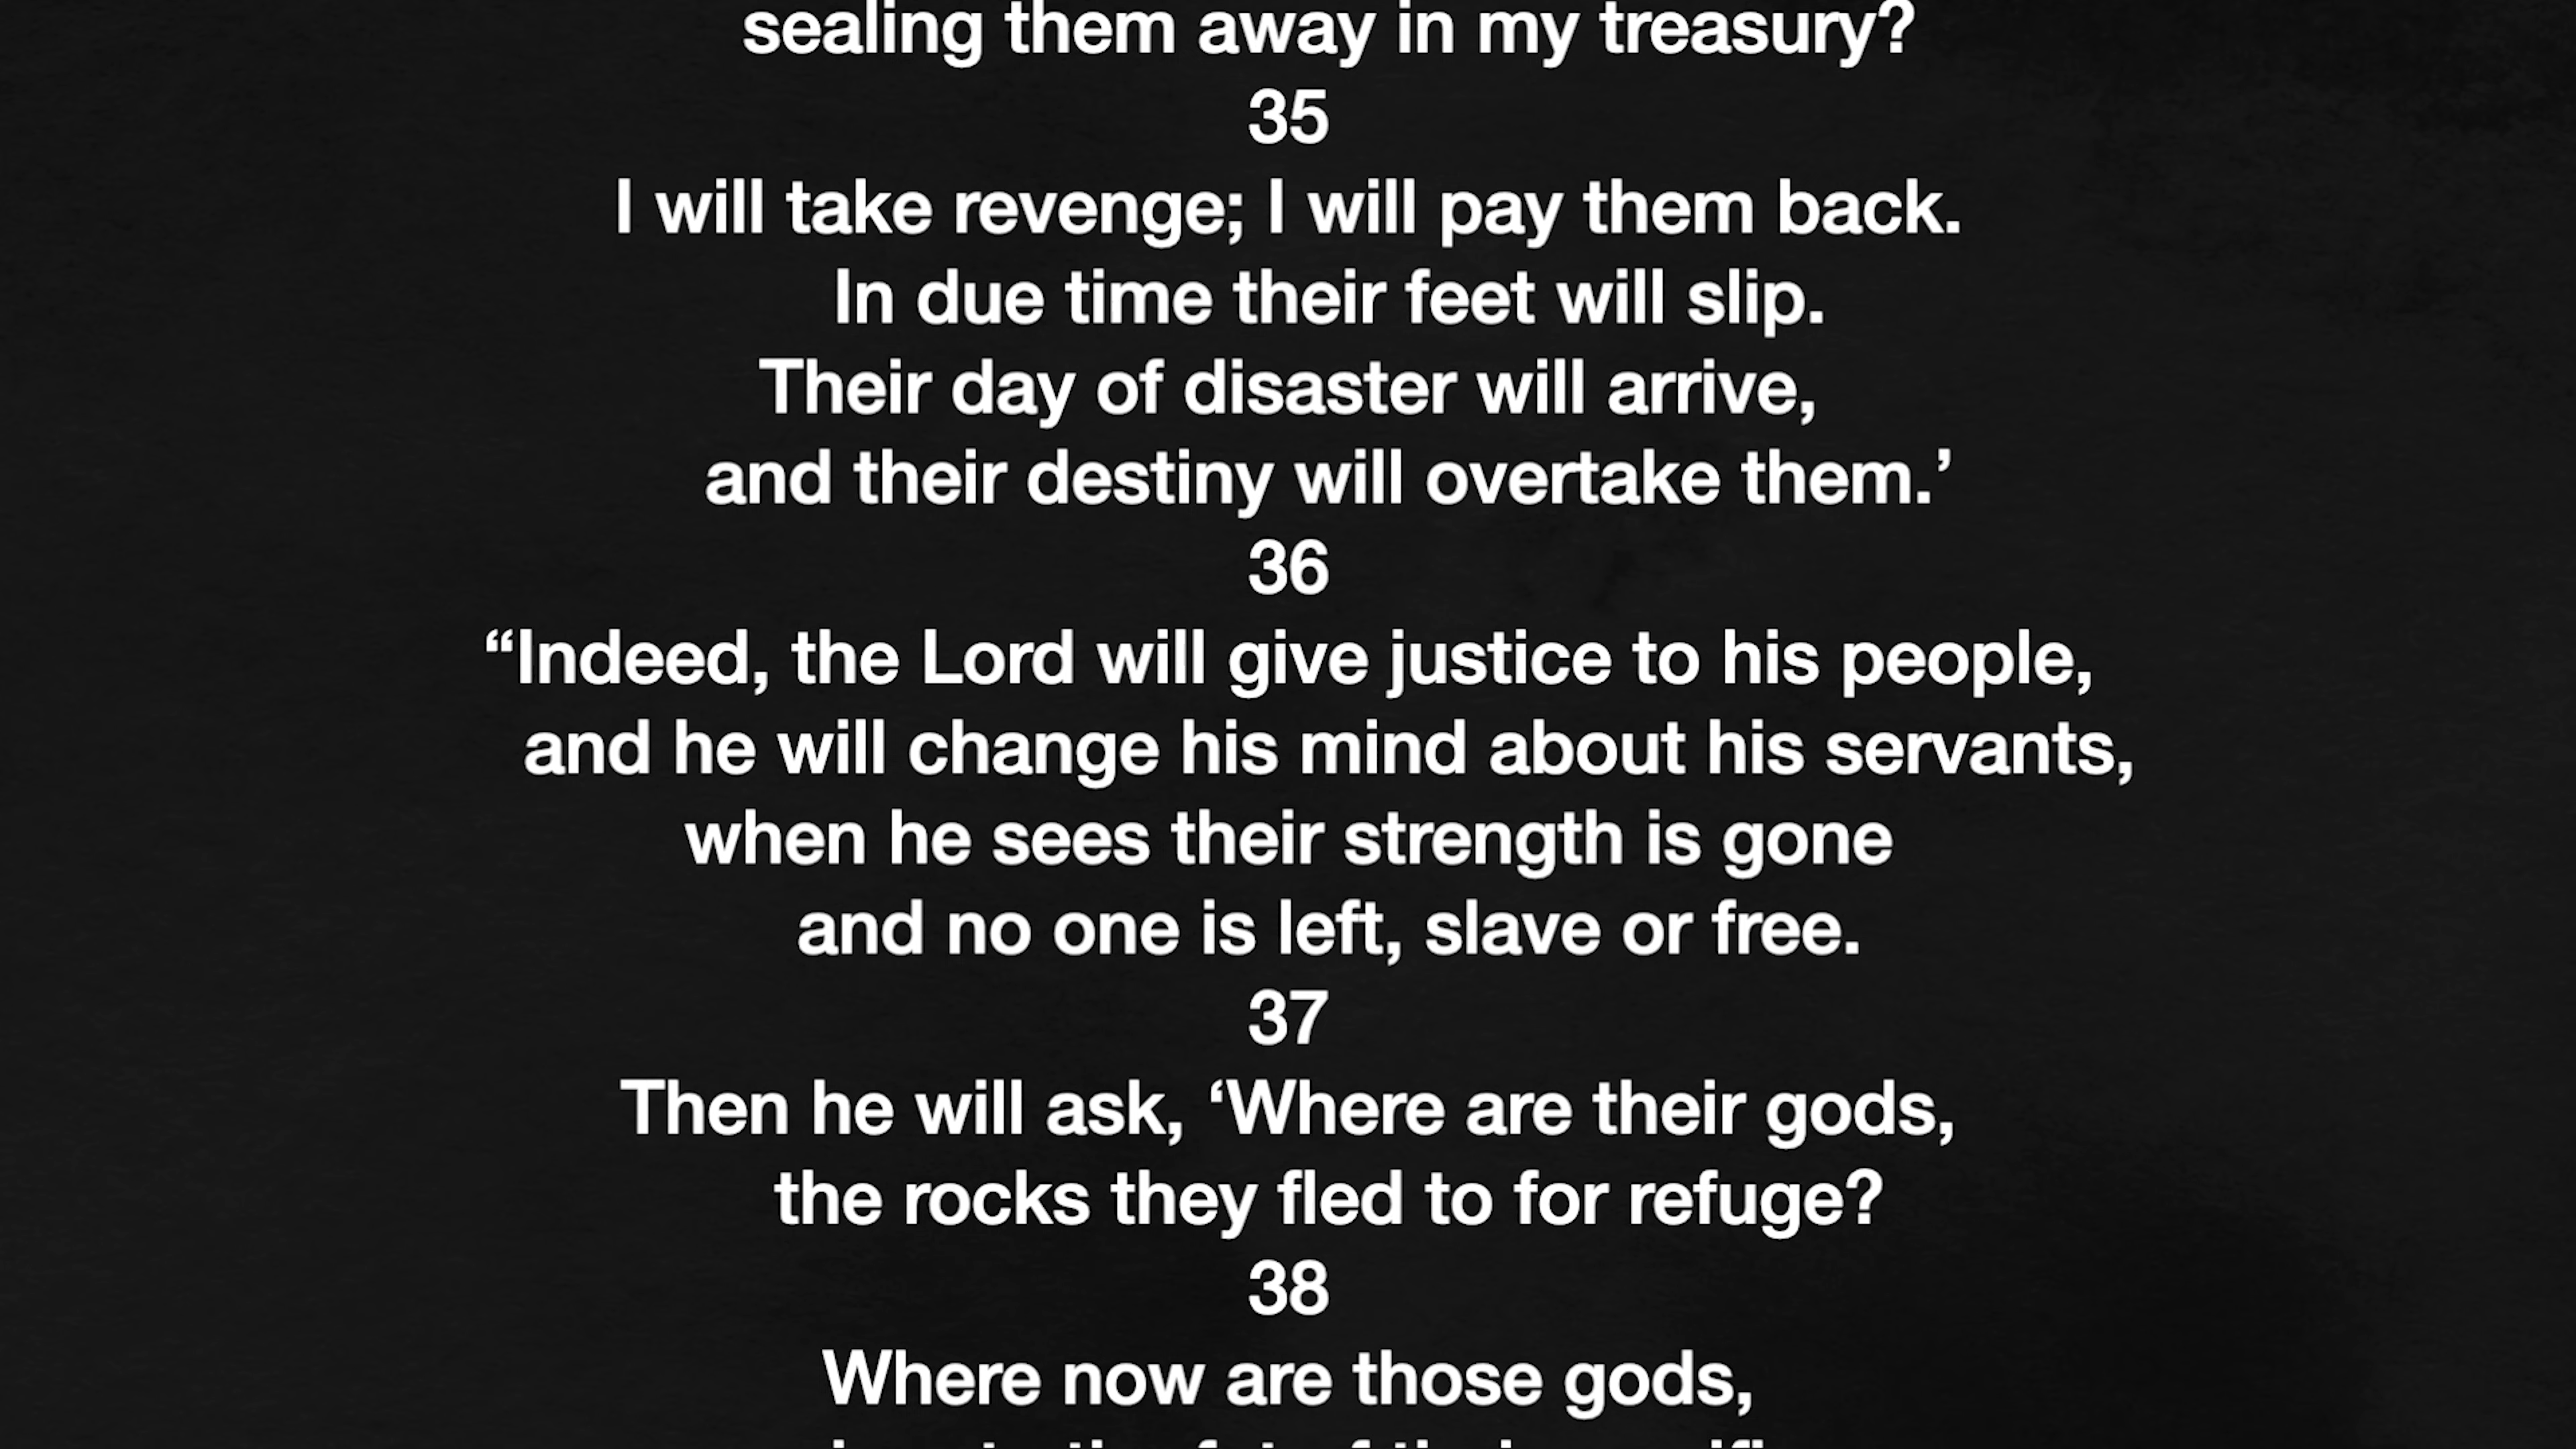 sealing them away in my treasury?
35
I will take revenge; I will pay them back.
In due time their feet will slip.
Their day of disaster will arrive,
and their destiny will overtake them.’
36
“Indeed, the Lord will give justice to his people,
and he will change his mind about his servants,
when he sees their strength is gone
and no one is left, slave or free.
37
Then he will ask, ‘Where are their gods,
the rocks they fled to for refuge?
38
Where now are those gods,